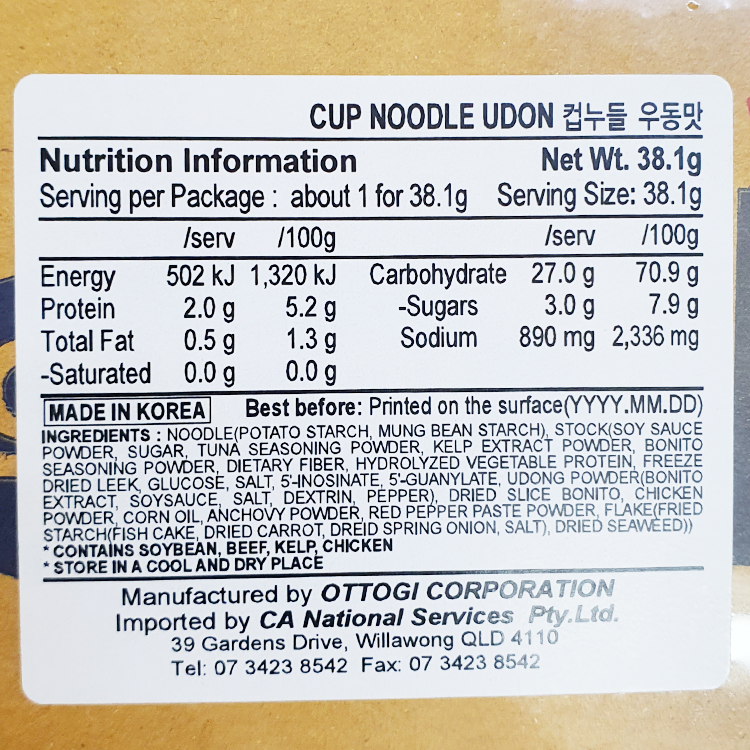 CUP NOODLE UDON 컵누들 우동맛
Nutrition Information Net Wt. 38.1g
Serving per Package : about 1 for 38.1g Serving Size: 38.1g
/serv /100g /serv /100g
Energy 502 kJ 1,320 kJ Carbohydrate 27.0 g 70.9 g
Protein 2.0 g 5.2 g -Sugars 3.0 g 7.9 g
Total Fat 0.5 g 1.3 g Sodium 890 mg 2,336 mg
-Saturated 0.0 g 0.0 g
MADE IN KOREA Best before: Printed on the surface(YYYY.MM.DD)
INGREDIENTS : NOODLE(POTATO STARCH, MUNG BEAN STARCH), STOCK(SOY SAUCE
POWDER, SUGAR, TUNA SEASONING POWDER, KELP EXTRACT POWDER, BONITO
SEASONING POWDER, DIETARY FIBER, HYDROLYZED VEGETABLE PROTEIN, FREEZE
DRIED LEEK, GLUCOSE, SALT, 5'-INOSINATE, 5'-GUANYLATE, UDONG POWDER(BONITO
EXTRACT, SOYSAUCE, SALT, DEXTRIN, PEPPER), DRIED SLICE BONITO, CHICKEN
POWDER, CORN OIL, ANCHOVY POWDER, RED PEPPER PASTE POWDER, FLAKE(FRIED
STARCH(FISH CAKE, DRIED CARROT, DREID SPRING ONION, SALT), DRIED SEAWEED))
* CONTAINS SOYBEAN, BEEF, KELP, CHICKEN
* STORE IN A COOL AND DRY PLACE
Manufactured by OTTOGI CORPORATION
Imported by CA National Services Pty.Ltd.
39 Gardens Drive, Willawong QLD 4110
Tel: 07 3423 8542 Fax: 07 3423 8542